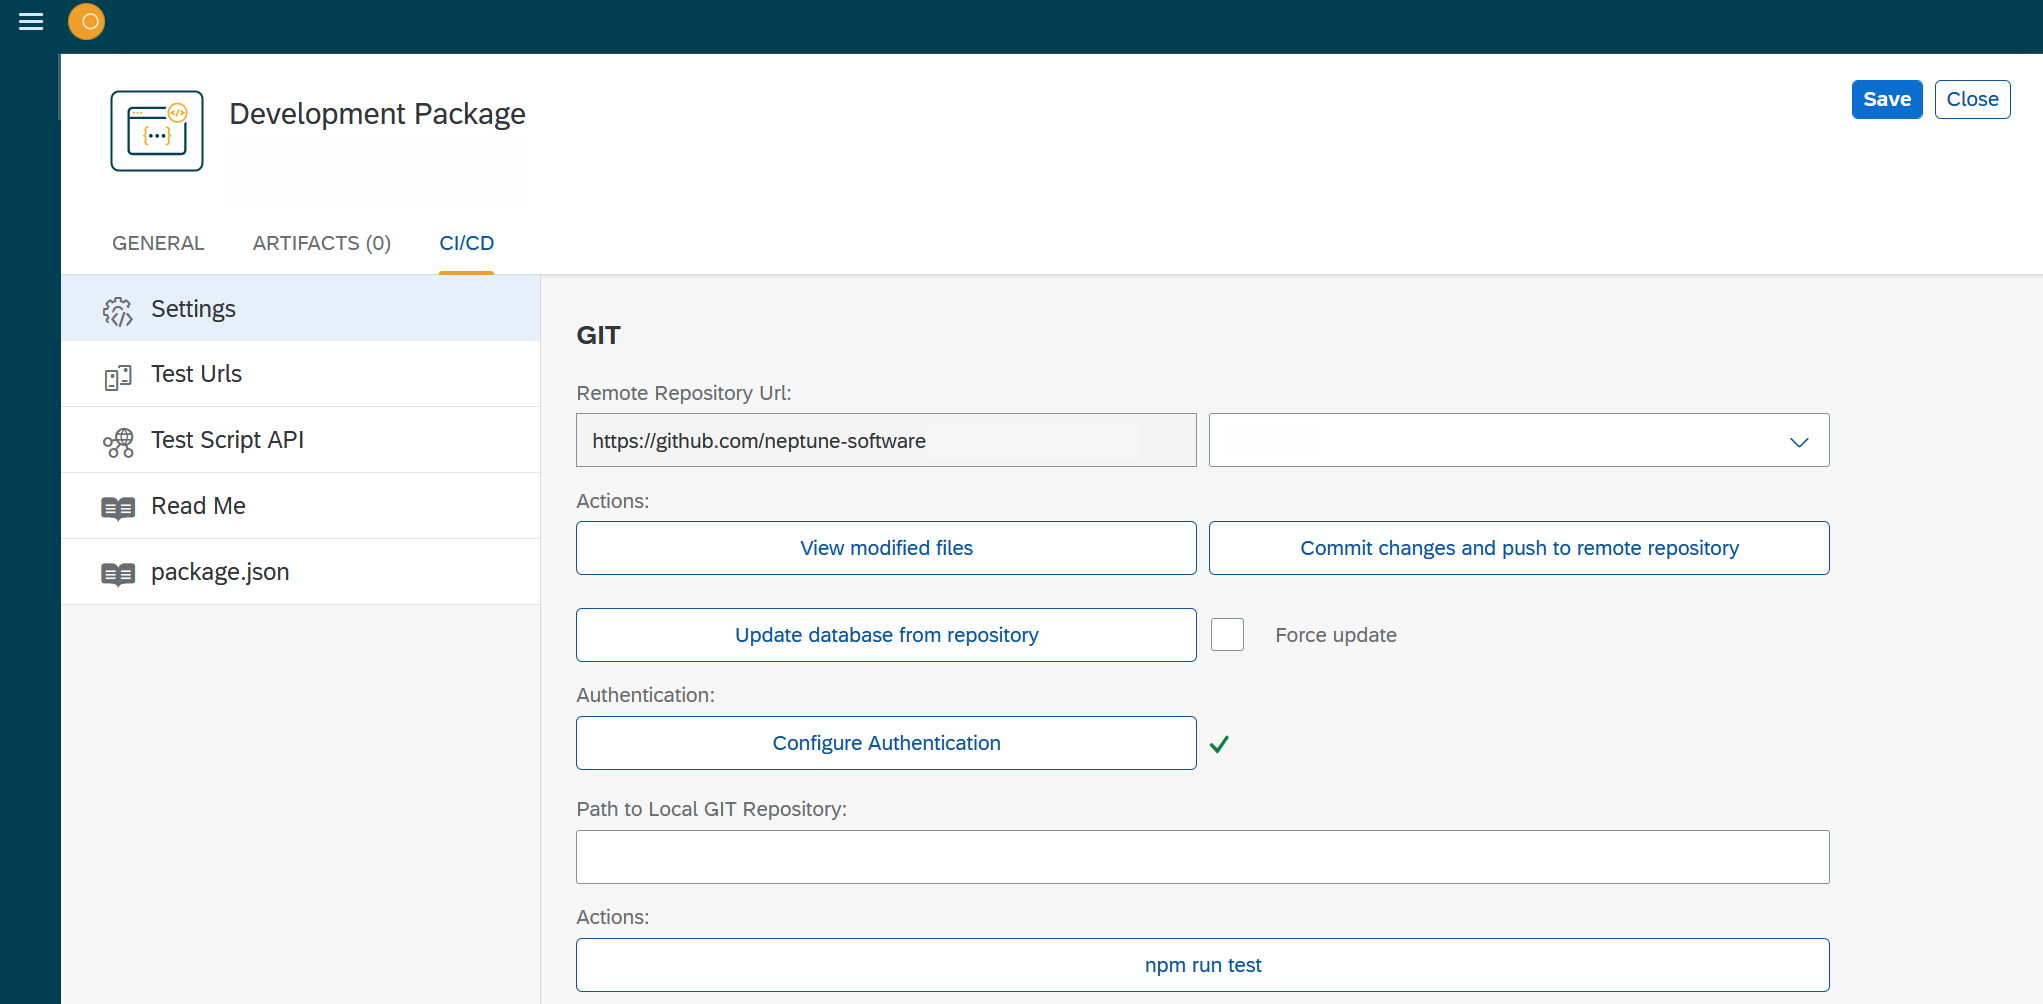 Development Package
Save
Close
GENERAL
ARTIFACTS (0)
CI/CD
Settings
Test Urls
Test Script API
Read Me
package.json
GIT
Remote Repository Url:
https://github.com/neptune-software
Actions:
View modified files
Commit changes and push to remote repository
Update database from repository
Force update
Authentication:
Configure Authentication
Path to Local GIT Repository:
Actions:
npm run test